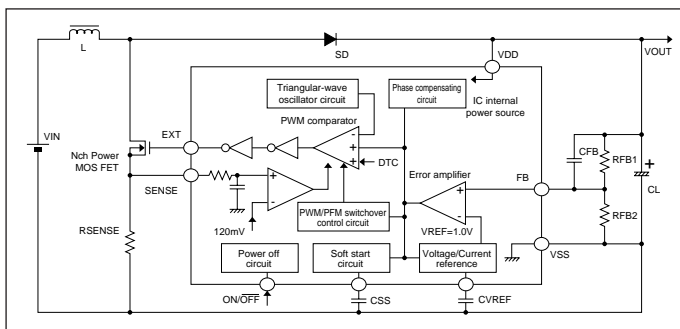 L
SD
VDD
VOUT
Triangular-wave
oscillator circuit
Phase compensating
circuit
IC internal
power source
EXT
PWM comparator
VIN
Nch Power
MOS FET
DTC
CFB
RFB1
SENSE
Error amplifier
FB
CL
PWM/PFM switchover
control circuit
RSENSE
120mV
VREF=1.0V
RFB2
VSS
Power off
circuit
Soft start
circuit
Voltage/Current
reference
ON/OFF
CSS
CVREF